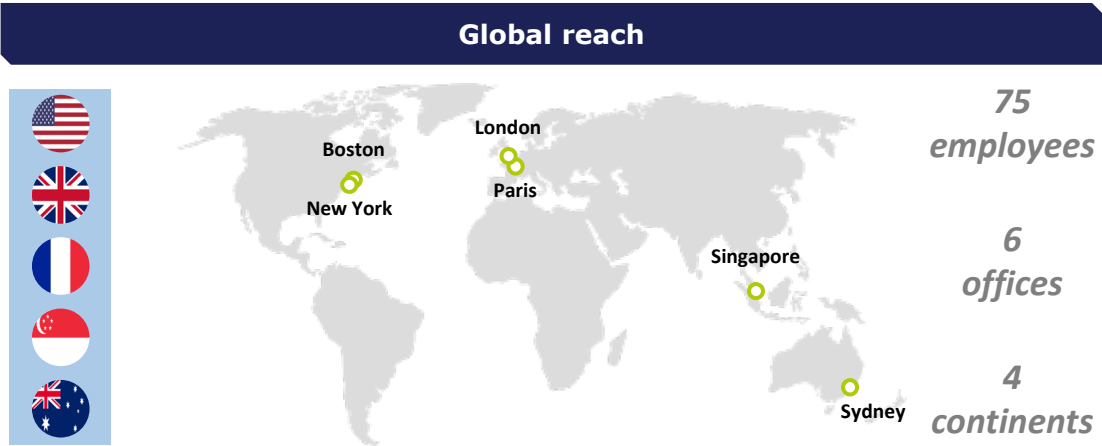 Global reach
London
Boston
Paris
New York
Singapore
Sydney
75
employees
6
offices
4
continents